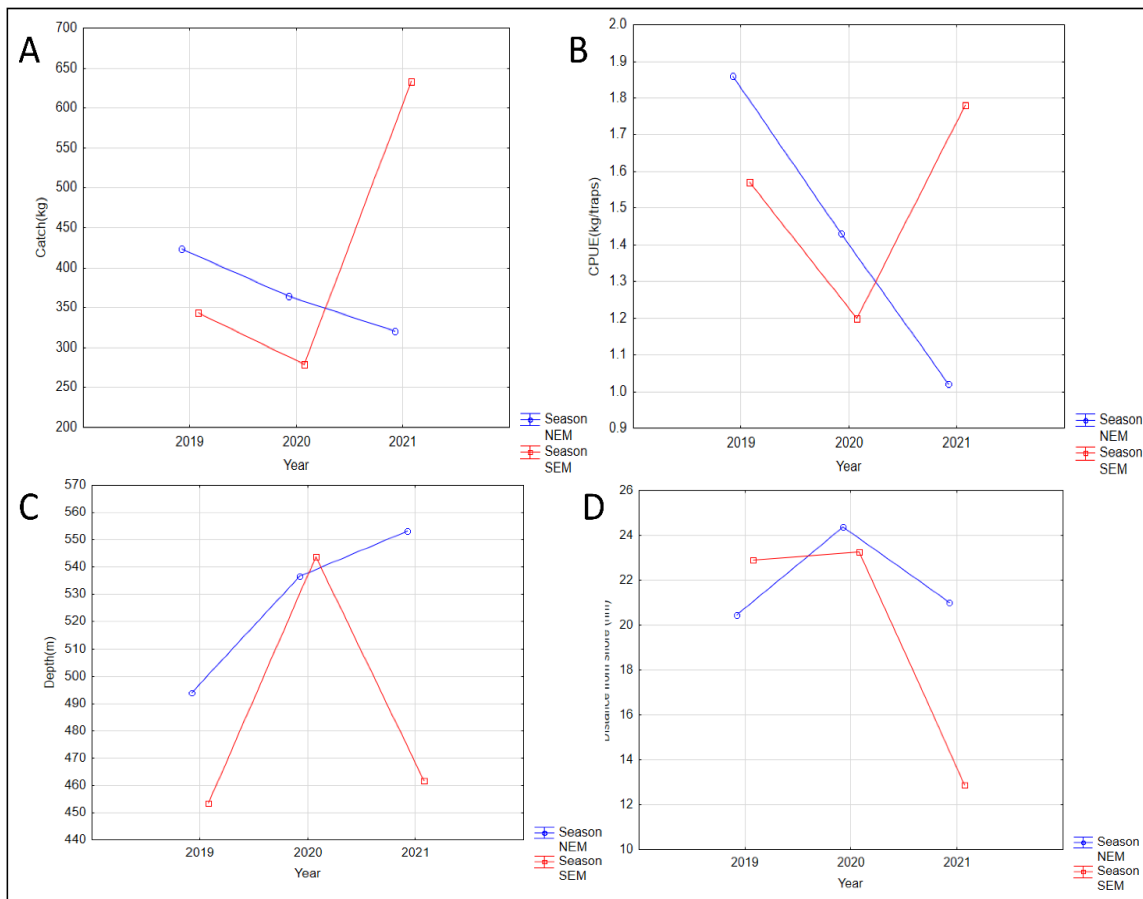 A
700
650
600
550
500
450
400
350
300
250
200
Catch(kg)
2019 2020 2021
Year
Season
NEM
Season
SEM
B
2.0
1.9
1.8
1.7
1.6
1.5
1.4
1.3
1.2
1.1
1.0
0.9
CPUE(kg/traps)
2019 2020 2021
Year
Season
NEM
Season
SEM
C
570
560
550
540
530
520
510
500
490
480
470
460
450
440
Depth(m)
2019 2020 2021
Year
Season
NEM
Season
SEM
D
26
24
22
20
18
16
14
12
10
Distance from shore (nm)
2019 2020 2021
Year
Season
NEM
Season
SEM